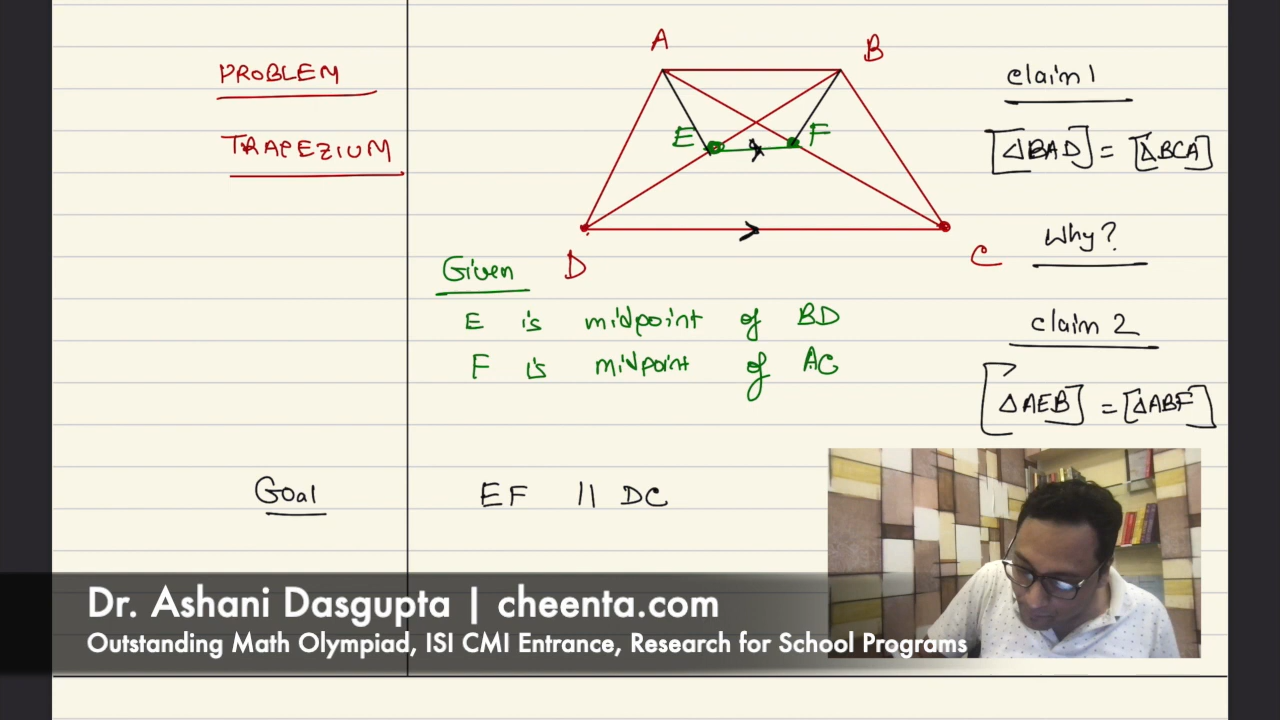 PROBLEM
TRAPEZIUM
A
B
E
F
D
C
Given
E is midpoint of BD
F is midpoint of AC
Goal
EF || DC
claim 1
[ΔBAD] = [ΔBCA]
Why?
claim 2
[ΔAEB] = [ΔABF]
Dr. Ashani Dasgupta | cheenta.com
Outstanding Math Olympiad, ISI CMI Entrance, Research for School Programs